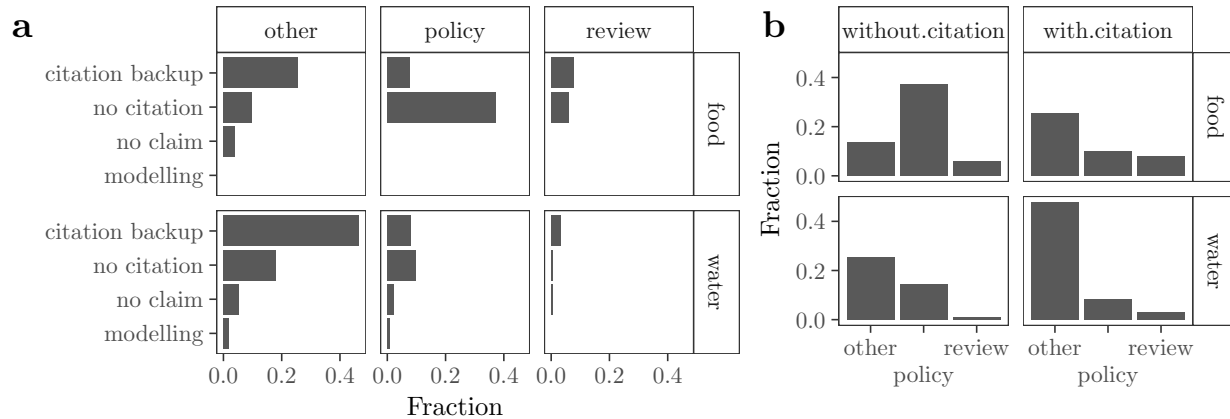 a
other policy review
citation backup
no citation
no claim
modelling
food
citation backup
no citation
no claim
modelling
water
0.0 0.2 0.4 0.0 0.2 0.4 0.0 0.2 0.4
Fraction
b
without.citation with.citation
0.4
0.2
0.0
food
Fraction
0.4
0.2
0.0
water
other review other review
policy policy